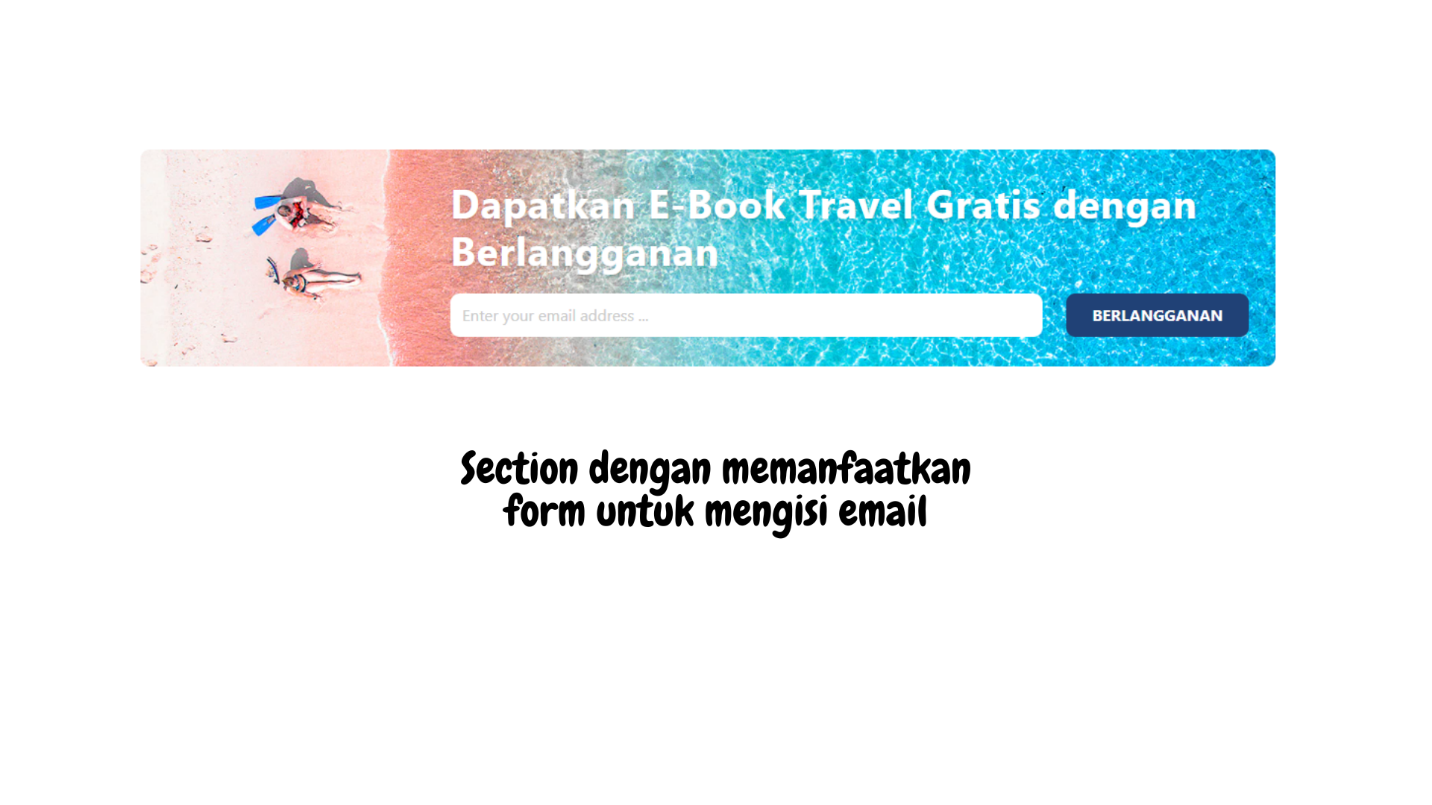 Dapatkan E-Book Travel Gratis dengan
Berlangganan
Enter your email address ...
BERLANGGANAN
Section dengan memanfaatkan
form untuk mengisi email